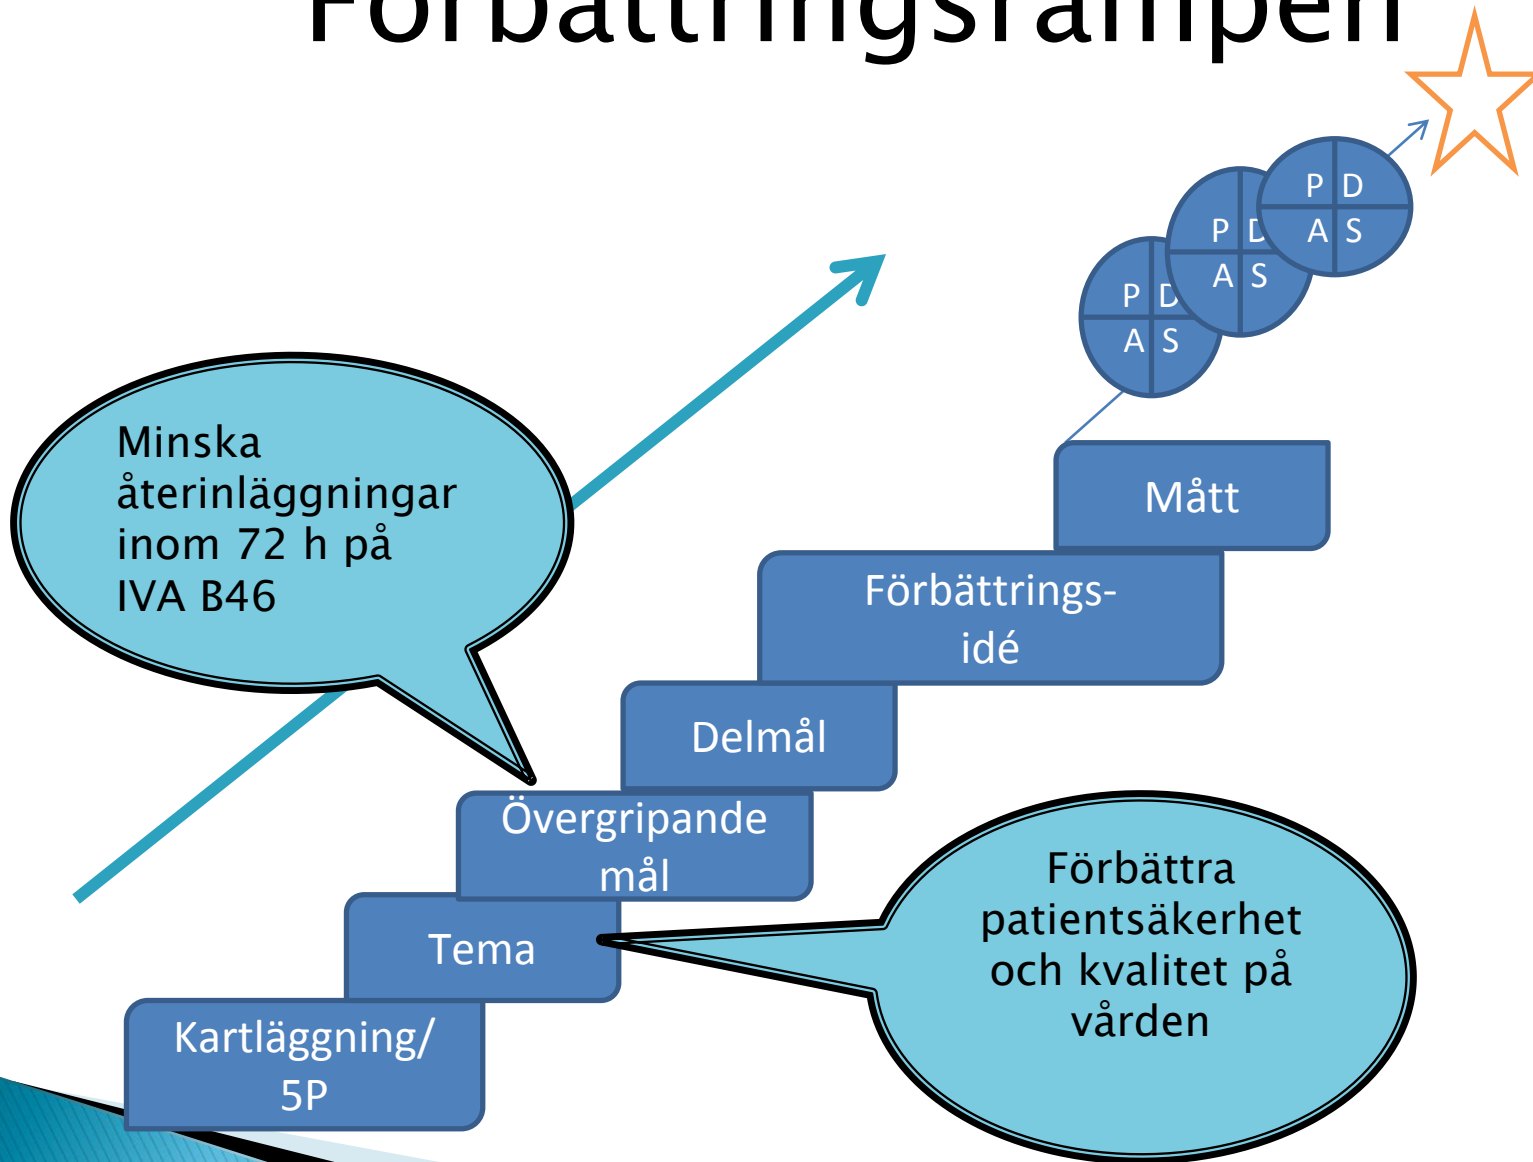 Förbättringsrampen
P D
A S
P D
A S
P D
A S
Minska
återinläggningar
inom 72 h på
IVA B46
Mått
Förbättrings-
idé
Delmål
Övergripande
mål
Förbättra
patientsäkerhet
och kvalitet på
vården
Tema
Kartläggning/
5P